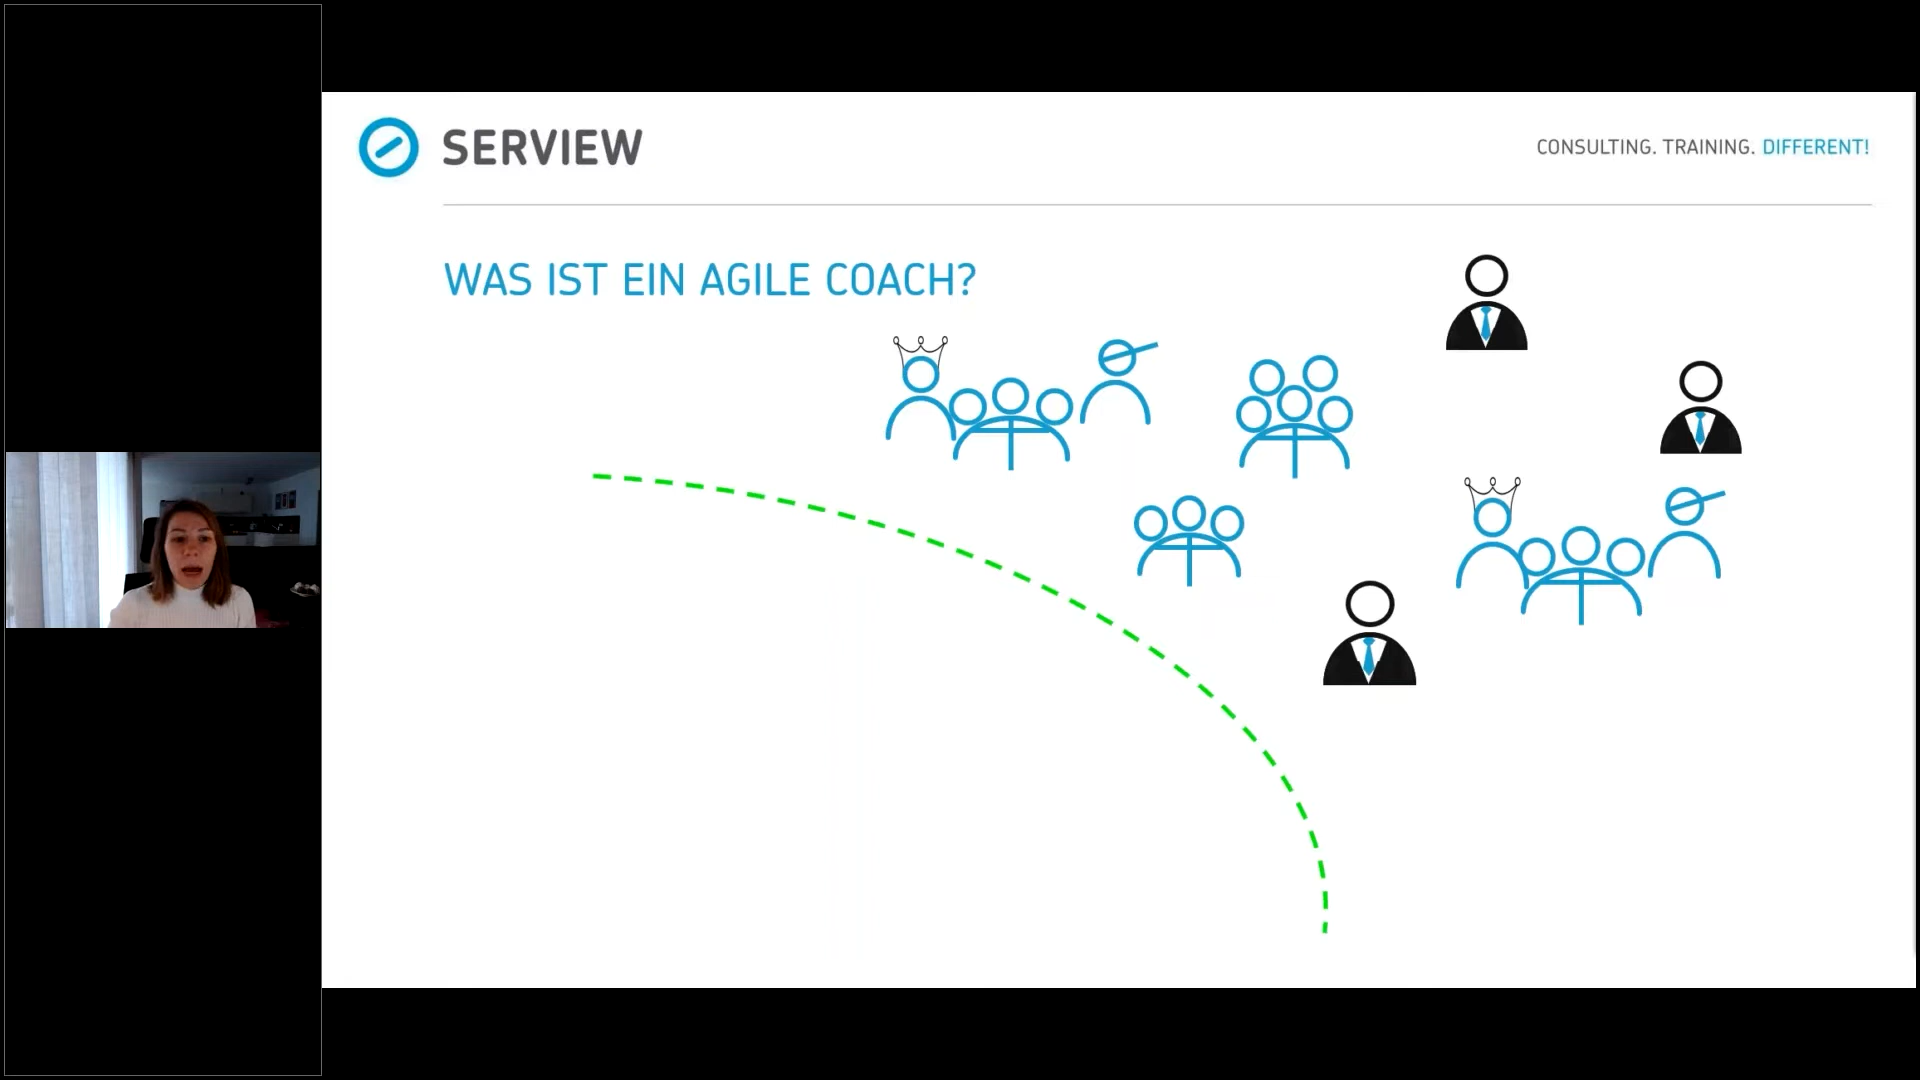 SERVIEW
CONSULTING. TRAINING. DIFFERENT!
WAS IST EIN AGILE COACH?